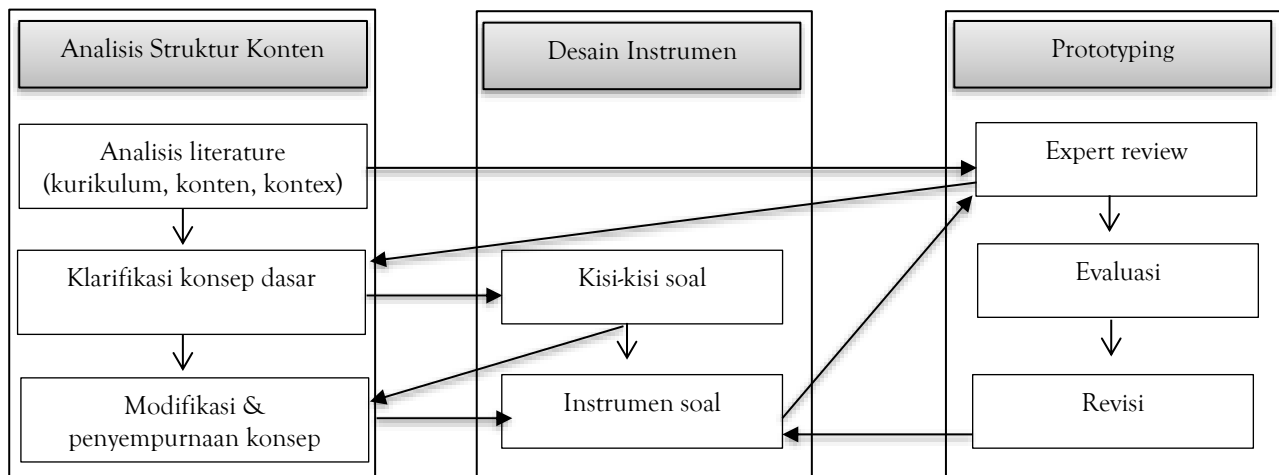 Analisis Struktur Konten
Desain Instrumen
Prototyping
Analisis literature
(kurikulum, konten, kontex)
Expert review
Klarifikasi konsep dasar
Kisi-kisi soal
Evaluasi
Modifikasi &
penyempurnaan konsep
Instrumen soal
Revisi